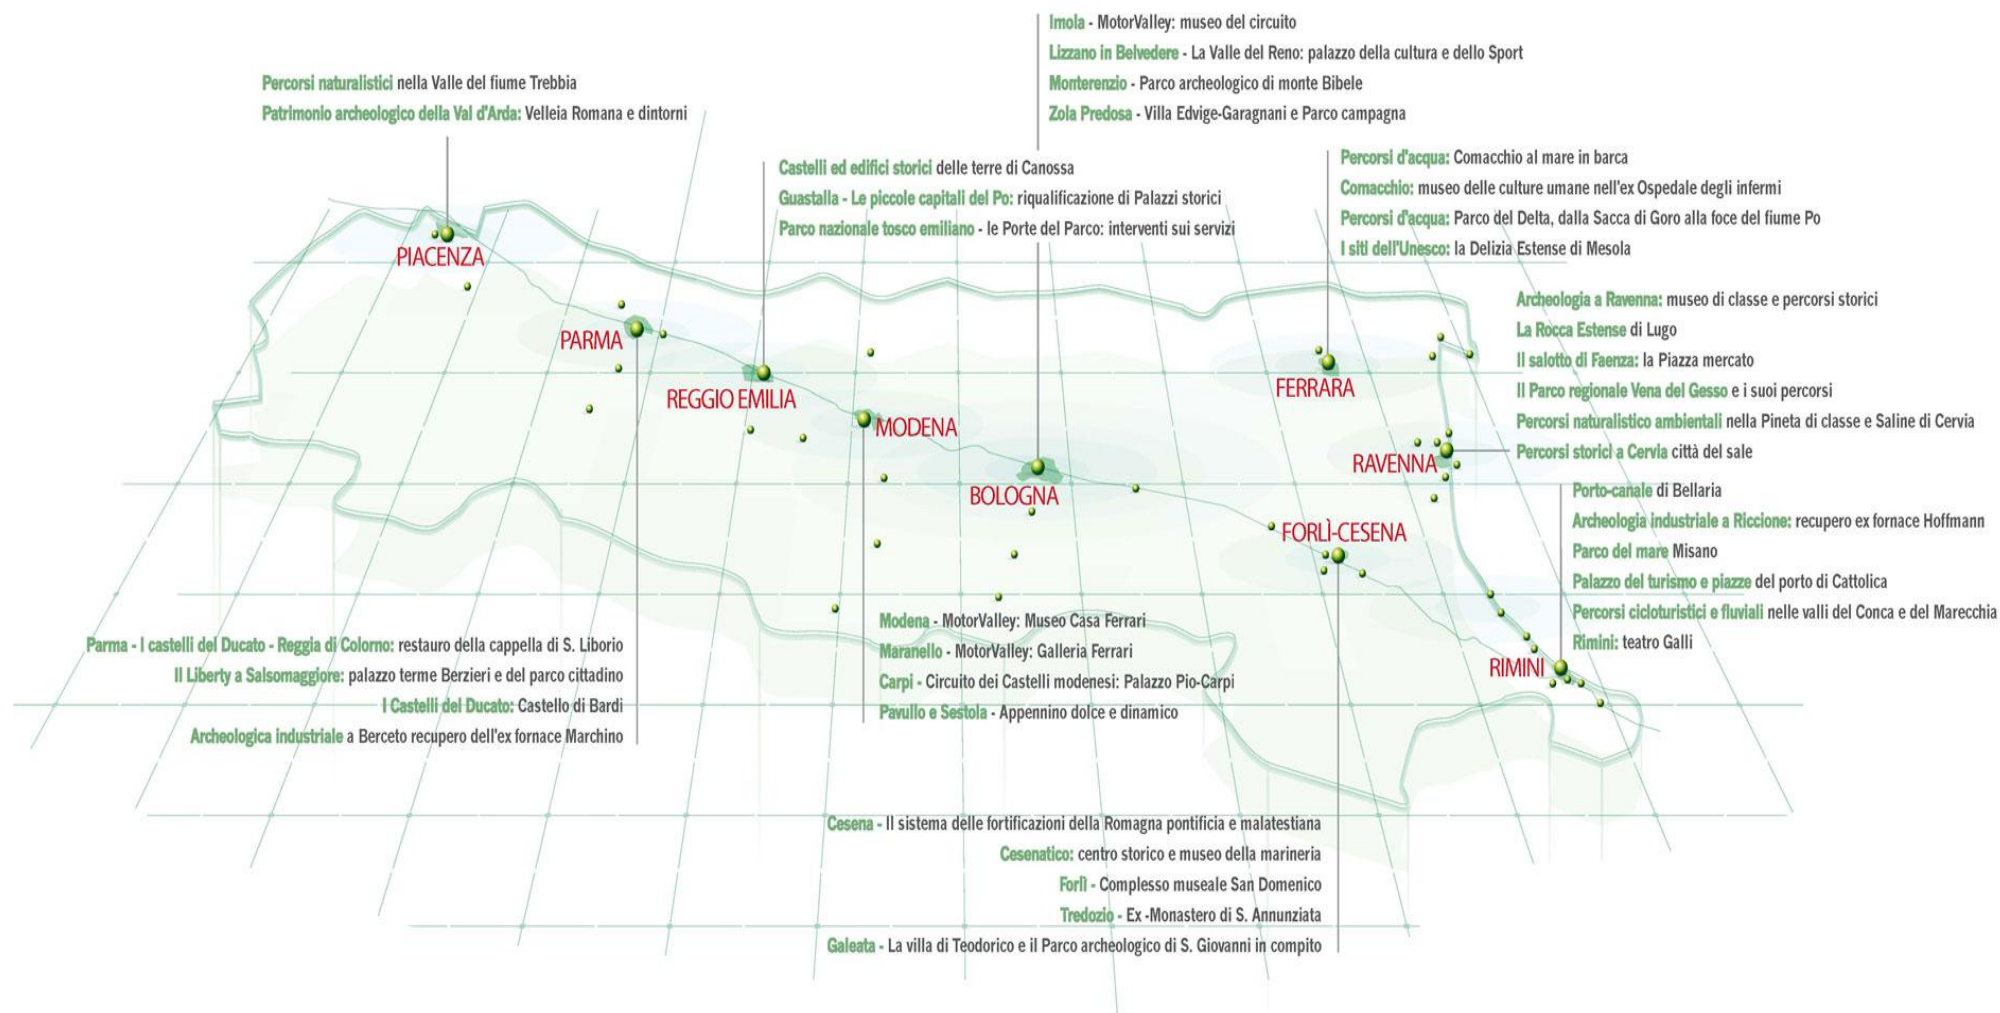 Imola - MotorValley: museo del circuito
Lizzano in Belvedere - La Valle del Reno: palazzo della cultura e dello Sport
Monterenzio - Parco archeologico di monte Bibele
Zola Predosa - Villa Edvige-Garagnani e Parco campagna
Percorsi naturalistici nella Valle del fiume Trebbia
Patrimonio archeologico della Val d'Arda: Velleia Romana e dintorni
Castelli ed edifici storici delle terre di Canossa
Guastalla - Le piccole capitali del Po: riqualificazione di Palazzi storici
Parco nazionale tosco emiliano - le Porte del Parco: interventi sui servizi
Percorsi d'acqua: Comacchio al mare in barca
Comacchio: museo delle culture umane nell'ex Ospedale degli infermi
Percorsi d'acqua: Parco del Delta, dalla Sacca di Goro alla foce del fiume Po
I siti dell'Unesco: la Delizia Estense di Mesola
PIACENZA
PARMA
REGGIO EMILIA
MODENA
BOLOGNA
FERRARA
RAVENNA
FORLÌ-CESENA
RIMINI
Archeologia a Ravenna: museo di classe e percorsi storici
La Rocca Estense di Lugo
Il salotto di Faenza: la Piazza mercato
Il Parco regionale Vena del Gesso e i suoi percorsi
Percorsi naturalistico ambientali nella Pineta di classe e Saline di Cervia
Percorsi storici a Cervia città del sale
Porto-canale di Bellaria
Archeologia industriale a Riccione: recupero ex fornace Hoffmann
Parco del mare Misano
Palazzo del turismo e piazze del porto di Cattolica
Percorsi cicloturistici e fluviali nelle valli del Conca e del Marecchia
Rimini: teatro Galli
Parma - I castelli del Ducato - Reggia di Colorno: restauro della cappella di S. Liborio
Il Liberty a Salsomaggiore: palazzo terme Berzieri e del parco cittadino
I Castelli del Ducato: Castello di Bardi
Archeologica industriale a Berceto recupero dell'ex fornace Marchino
Modena - MotorValley: Museo Casa Ferrari
Maranello - MotorValley: Galleria Ferrari
Carpi - Circuito dei Castelli modenesi: Palazzo Pio-Carpi
Pavullo e Sestola - Appennino dolce e dinamico
Cesena - Il sistema delle fortificazioni della Romagna pontificia e malatestiana
Cesenatico: centro storico e museo della marineria
Forlì - Complesso museale San Domenico
Tredozio - Ex -Monastero di S. Annunziata
Galeata - La villa di Teodorico e il Parco archeologico di S. Giovanni in compito